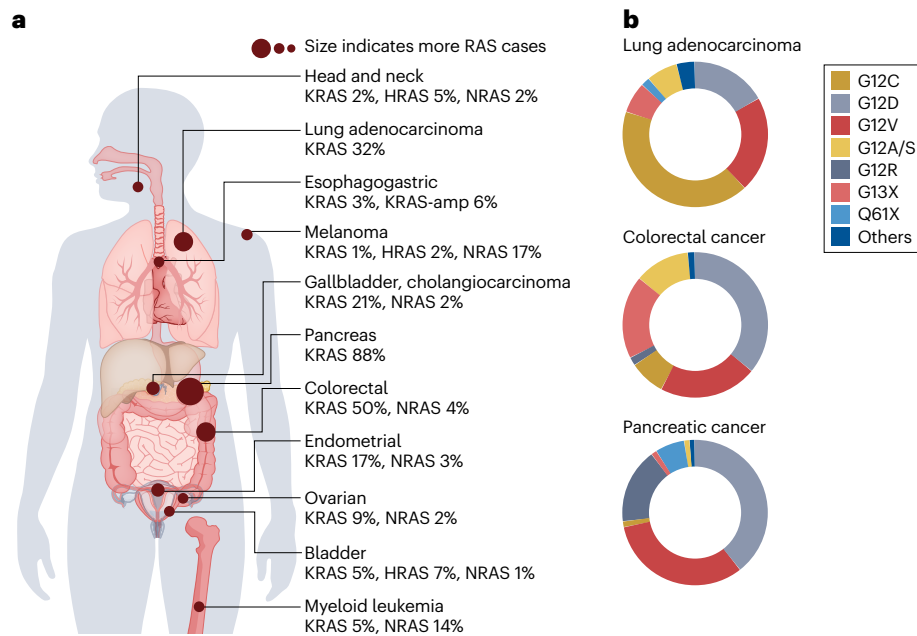 a
Size indicates more RAS cases
Head and neck
KRAS 2%, HRAS 5%, NRAS 2%
Lung adenocarcinoma
KRAS 32%
Esophagogastric
KRAS 3%, KRAS-amp 6%
Melanoma
KRAS 1%, HRAS 2%, NRAS 17%
Gallbladder, cholangiocarcinoma
KRAS 21%, NRAS 2%
Pancreas
KRAS 88%
Colorectal
KRAS 50%, NRAS 4%
Endometrial
KRAS 17%, NRAS 3%
Ovarian
KRAS 9%, NRAS 2%
Bladder
KRAS 5%, HRAS 7%, NRAS 1%
Myeloid leukemia
KRAS 5%, NRAS 14%
b
Lung adenocarcinoma
Colorectal cancer
Pancreatic cancer
G12C
G12D
G12V
G12A/S
G12R
G13X
Q61X
Others